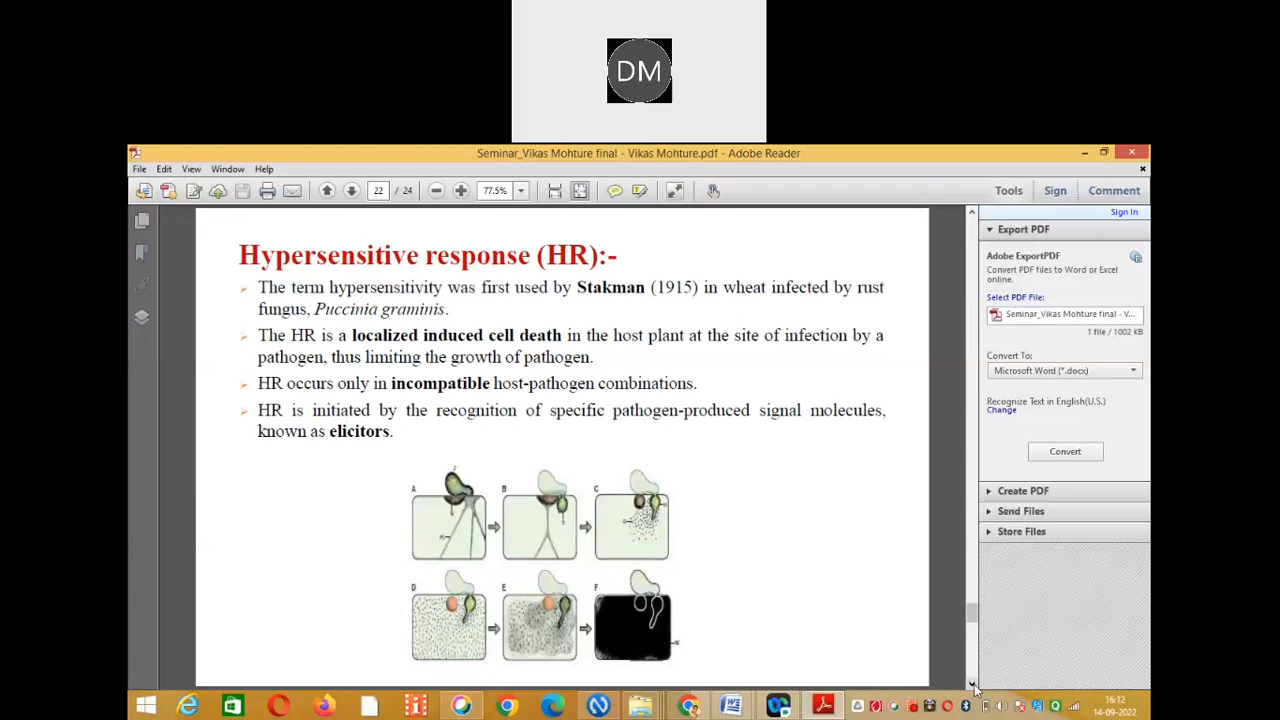 DM
Seminar_Vikas Mohture final - Vikas Mohture.pdf - Adobe Reader
File Edit View Window Help
22 / 24 77.5% Tools Sign Comment
Sign In
Export PDF
Adobe ExportPDF
Convert PDF files to Word or Excel
online.
Select PDF File:
Seminar_Vikas Mohture final - V...
1 file / 1002 KB
Convert To:
Microsoft Word (*.docx)
Recognize Text in English(U.S.)
Change
Convert
Create PDF
Send Files
Store Files
Hypersensitive response (HR):-
The term hypersensitivity was first used by Stakman (1915) in wheat infected by rust
fungus, Puccinia graminis.
The HR is a localized induced cell death in the host plant at the site of infection by a
pathogen, thus limiting the growth of pathogen.
HR occurs only in incompatible host-pathogen combinations.
HR is initiated by the recognition of specific pathogen-produced signal molecules,
known as elicitors.
A B C
D E F
16:12
14-09-2022